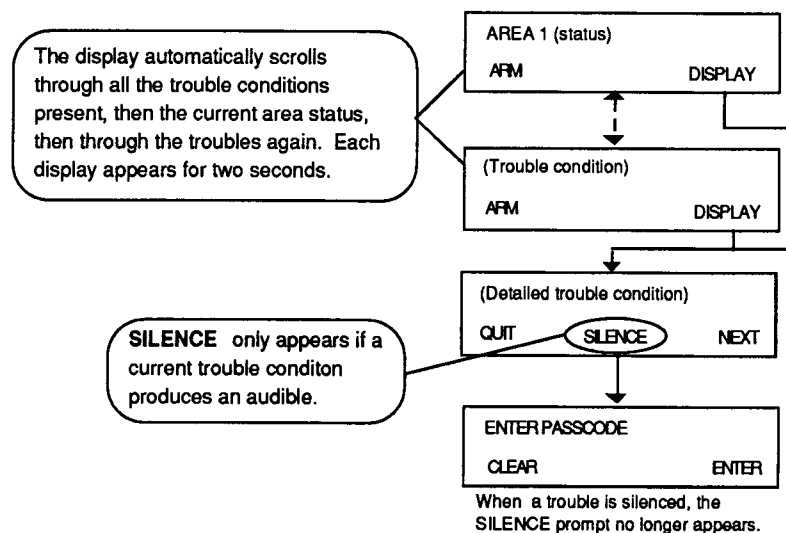 The display automatically scrolls
through all the trouble conditions
present, then the current area status,
then through the troubles again. Each
display appears for two seconds.
AREA 1 (status)
ARM DISPLAY
(Trouble condition)
ARM DISPLAY
(Detailed trouble condition)
QUIT SILENCE NEXT
SILENCE only appears if a
current trouble conditon
produces an audible.
ENTER PASSCODE
CLEAR ENTER
When a trouble is silenced, the
SILENCE prompt no longer appears.